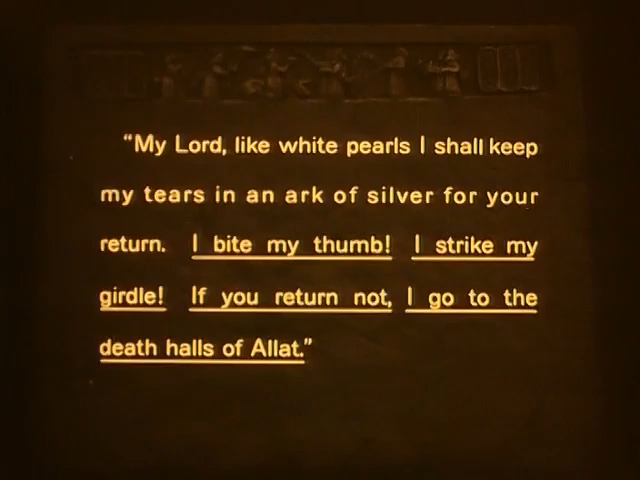 “My Lord, like white pearls I shall keep
my tears in an ark of silver for your
return. I bite my thumb! I strike my
girdle! If you return not, I go to the
death halls of Allat.”